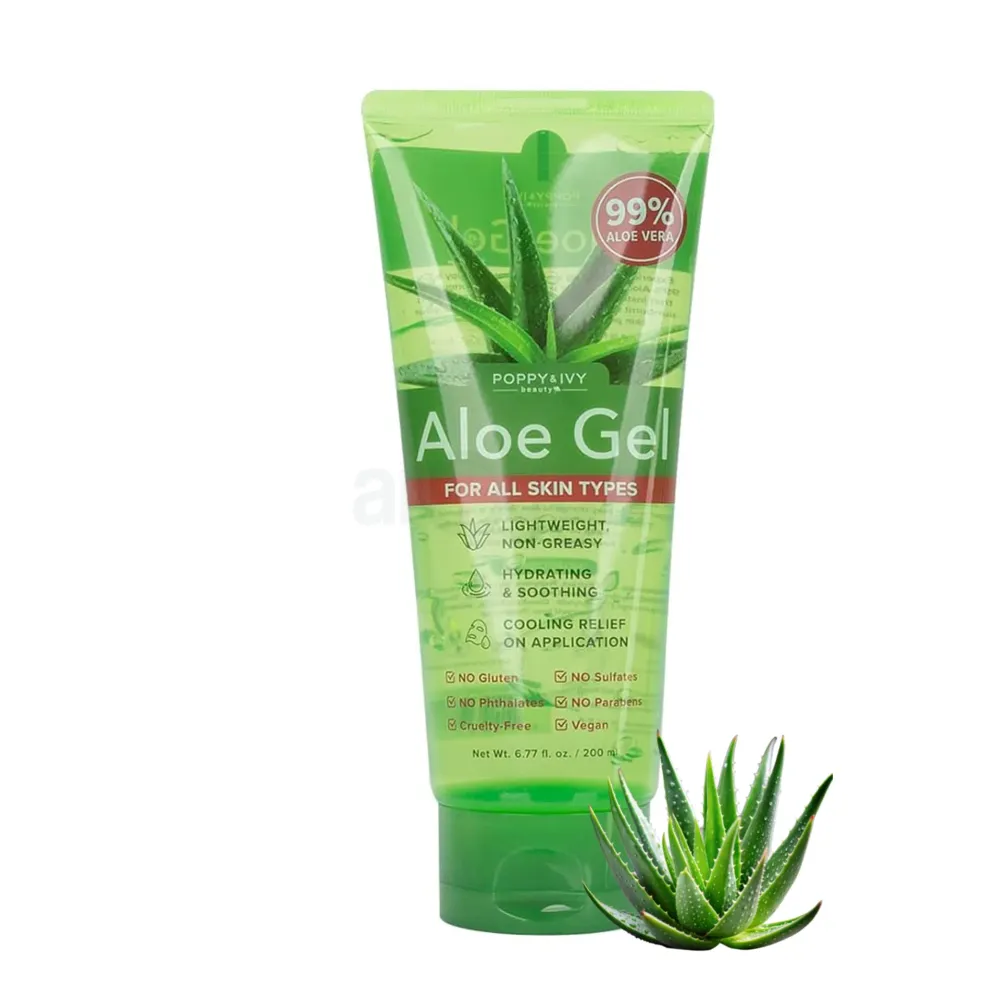 99%
ALOE VERA
POPPY & IVY
beauty
Aloe Gel
FOR ALL SKIN TYPES
LIGHTWEIGHT,
NON-GREASY
HYDRATING
& SOOTHING
COOLING RELIEF
ON APPLICATION
NO Gluten NO Sulfates
NO Phthalates NO Parabens
Cruelty-Free Vegan
Net Wt. 6.77 fl. oz. / 200 ml